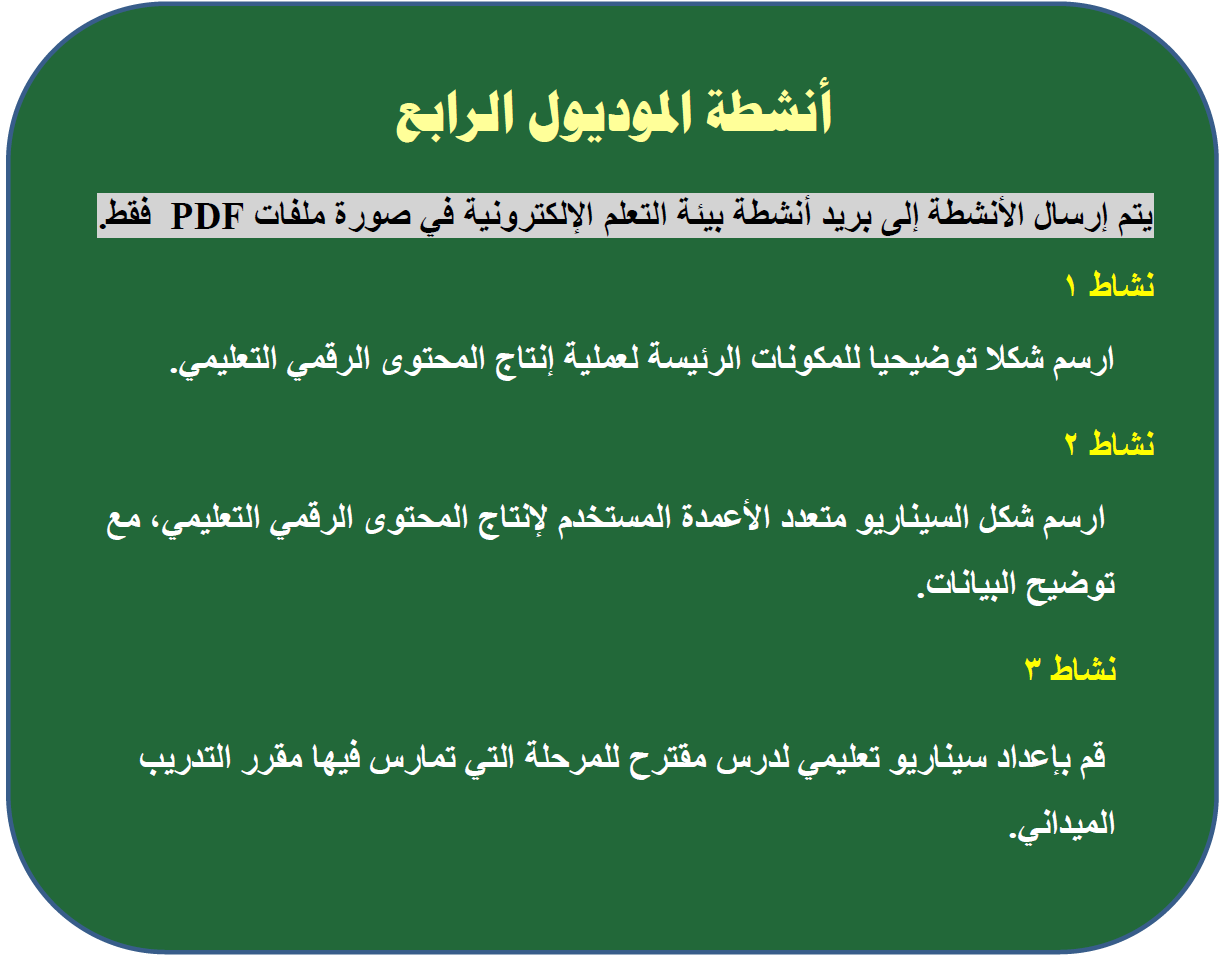 أنشطة الموديول الرابع
يتم إرسال الأنشطة إلى بريد أنشطة بيئة التعلم الإلكترونية في صورة ملفات PDF فقط.
نشاط ١
ارسم شكلا توضيحيا للمكونات الرئيسة لعملية إنتاج المحتوى الرقمي التعليمي.
نشاط ٢
ارسم شكل السيناريو متعدد الأعمدة المستخدم لإنتاج المحتوى الرقمي التعليمي، مع
توضيح البيانات.
نشاط ٣
قم بإعداد سيناريو تعليمي لدرس مقترح للمرحلة التي تمارس فيها مقرر التدريب
الميداني.